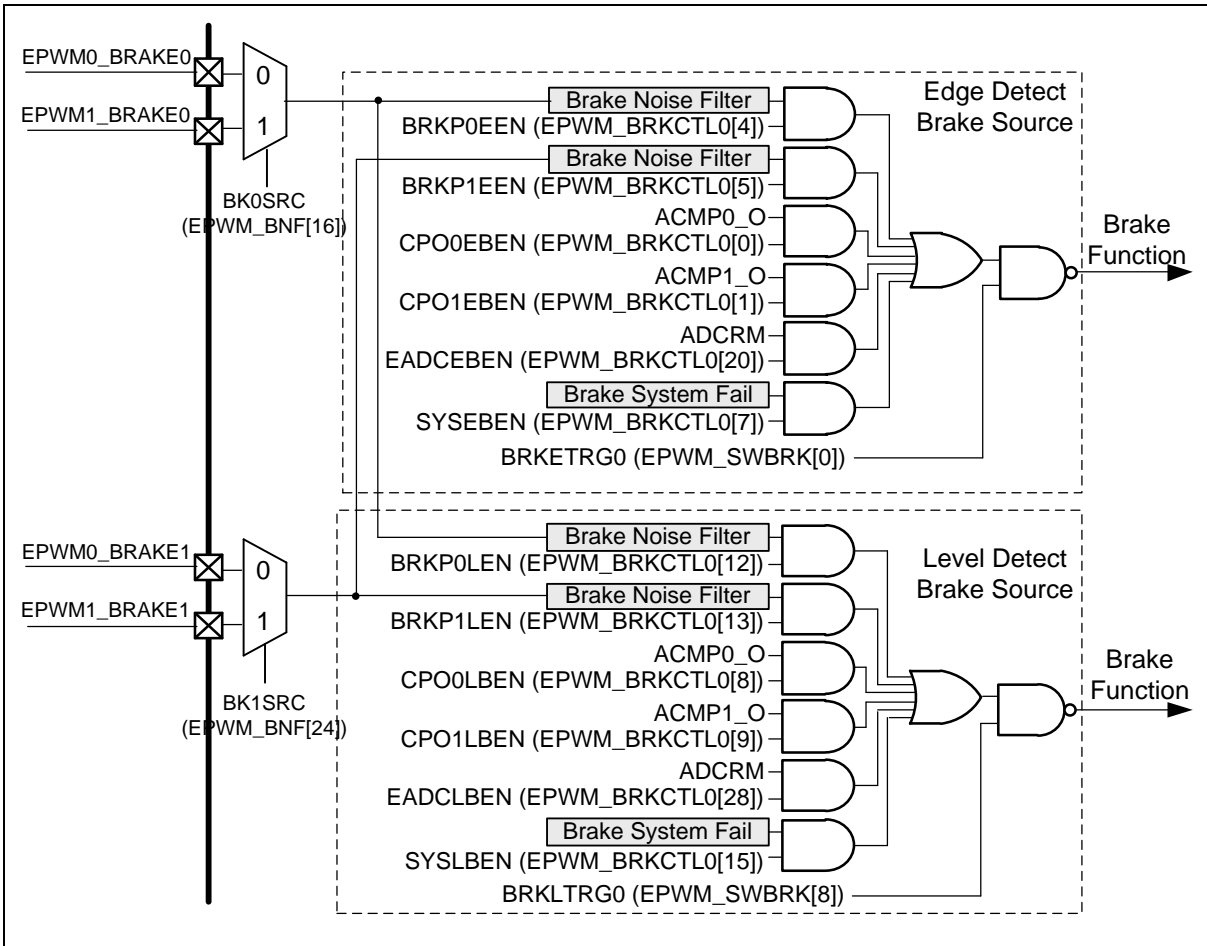 EPWM0_BRAKE0
EPWM1_BRAKE0
0
1
BK0SRC
(EPWM_BNF[16])
Edge Detect
Brake Source
Brake Noise Filter
BRKP0EEN (EPWM_BRKCTL0[4])
Brake Noise Filter
BRKP1EEN (EPWM_BRKCTL0[5])
ACMP0_O
CPO0EBEN (EPWM_BRKCTL0[0])
ACMP1_O
CPO1EBEN (EPWM_BRKCTL0[1])
ADCRM
EADCEBEN (EPWM_BRKCTL0[20])
Brake System Fail
SYSEBEN (EPWM_BRKCTL0[7])
BRKETRG0 (EPWM_SWBRK[0])
Brake
Function
EPWM0_BRAKE1
EPWM1_BRAKE1
0
1
BK1SRC
(EPWM_BNF[24])
Level Detect
Brake Source
Brake Noise Filter
BRKP0LEN (EPWM_BRKCTL0[12])
Brake Noise Filter
BRKP1LEN (EPWM_BRKCTL0[13])
ACMP0_O
CPO0LBEN (EPWM_BRKCTL0[8])
ACMP1_O
CPO1LBEN (EPWM_BRKCTL0[9])
ADCRM
EADCLBEN (EPWM_BRKCTL0[28])
Brake System Fail
SYSLBEN (EPWM_BRKCTL0[15])
BRKLTRG0 (EPWM_SWBRK[8])
Brake
Function